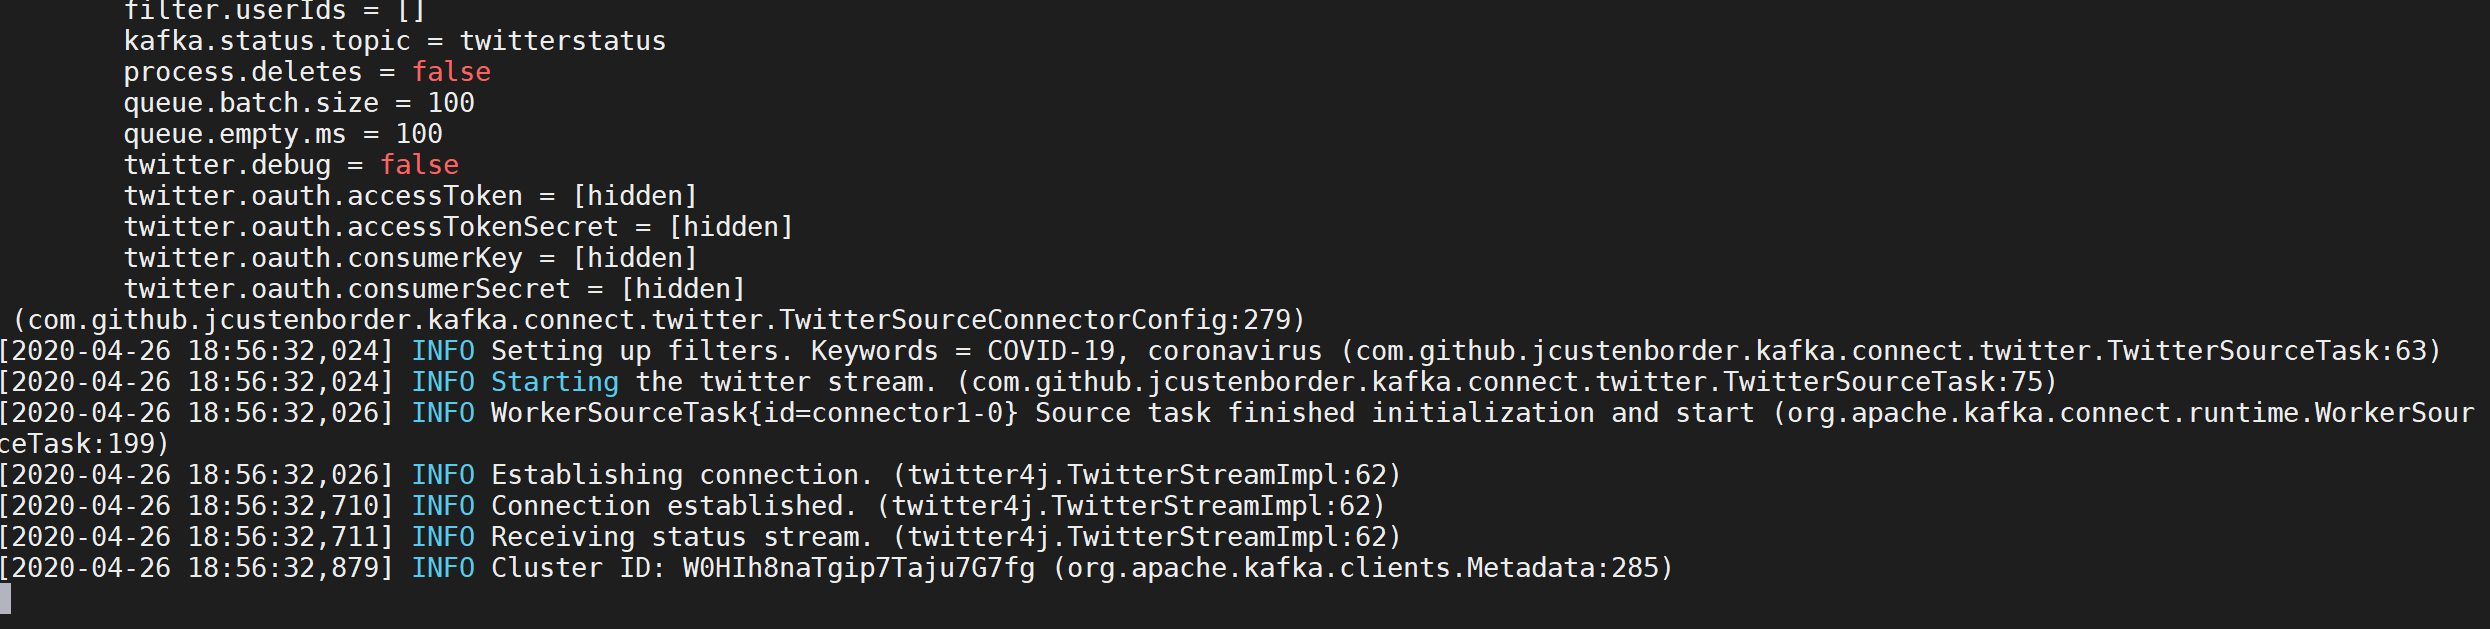 filter.userIds = []
kafka.status.topic = twitterstatus
process.deletes = false
queue.batch.size = 100
queue.empty.ms = 100
twitter.debug = false
twitter.oauth.accessToken = [hidden]
twitter.oauth.accessTokenSecret = [hidden]
twitter.oauth.consumerKey = [hidden]
twitter.oauth.consumerSecret = [hidden]
(com.github.jcustenborder.kafka.connect.twitter.TwitterSourceConnectorConfig:279)
[2020-04-26 18:56:32,024] INFO Setting up filters. Keywords = COVID-19, coronavirus (com.github.jcustenborder.kafka.connect.twitter.TwitterSourceTask:63)
[2020-04-26 18:56:32,024] INFO Starting the twitter stream. (com.github.jcustenborder.kafka.connect.twitter.TwitterSourceTask:75)
[2020-04-26 18:56:32,026] INFO WorkerSourceTask{id=connector1-0} Source task finished initialization and start (org.apache.kafka.connect.runtime.WorkerSour
ceTask:199)
[2020-04-26 18:56:32,026] INFO Establishing connection. (twitter4j.TwitterStreamImpl:62)
[2020-04-26 18:56:32,710] INFO Connection established. (twitter4j.TwitterStreamImpl:62)
[2020-04-26 18:56:32,711] INFO Receiving status stream. (twitter4j.TwitterStreamImpl:62)
[2020-04-26 18:56:32,879] INFO Cluster ID: W0HIh8naTgip7Taju7G7fg (org.apache.kafka.clients.Metadata:285)